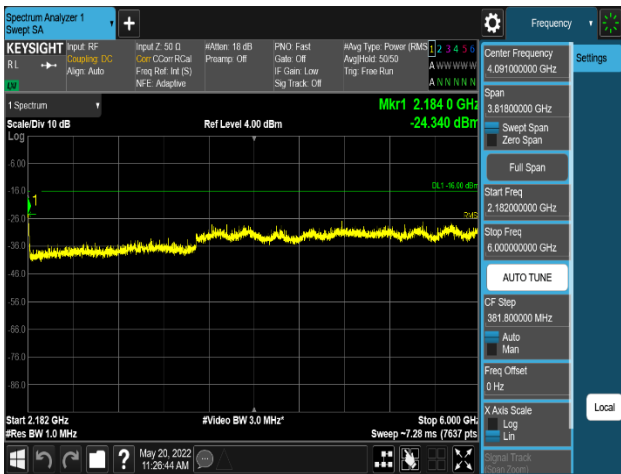 Spectrum Analyzer 1
Swept SA
Frequency
KEYSIGHT
RL
Input: RF
Coupling: DC
Align: Auto
Input Z: 50 Ω
Corr CCorr RCal
Freq Ref: Int (S)
NFE: Adaptive
#Atten: 18 dB
Preamp: Off
PNO: Fast
Gate: Off
IF Gain: Low
Sig Track: Off
#Avg Type: Power (RMS
Avg|Hold: 50/50
Trig: Free Run
1 2 3 4 5 6
A W W W W W
A N N N N N
1 Spectrum
Scale/Div 10 dB
Log
Ref Level 4.00 dBm
Mkr1 2.184 0 GHz
-24.340 dBm
-6.00
-16.0
-26.0
-36.0
-46.0
-56.0
-66.0
-76.0
-86.0
1
DL1 -16.00 dBm
RMS
Start 2.182 GHz
#Res BW 1.0 MHz
#Video BW 3.0 MHz*
Stop 6.000 GHz
Sweep ~7.28 ms (7637 pts
May 20, 2022
11:26:44 AM
?
Center Frequency
4.091000000 GHz
Span
3.81800000 GHz
Swept Span
Zero Span
Full Span
Start Freq
2.182000000 GHz
Stop Freq
6.000000000 GHz
AUTO TUNE
CF Step
381.800000 MHz
Auto
Man
Freq Offset
0 Hz
X Axis Scale
Log
Lin
Signal Track
(Span Zoom)
Settings
Local